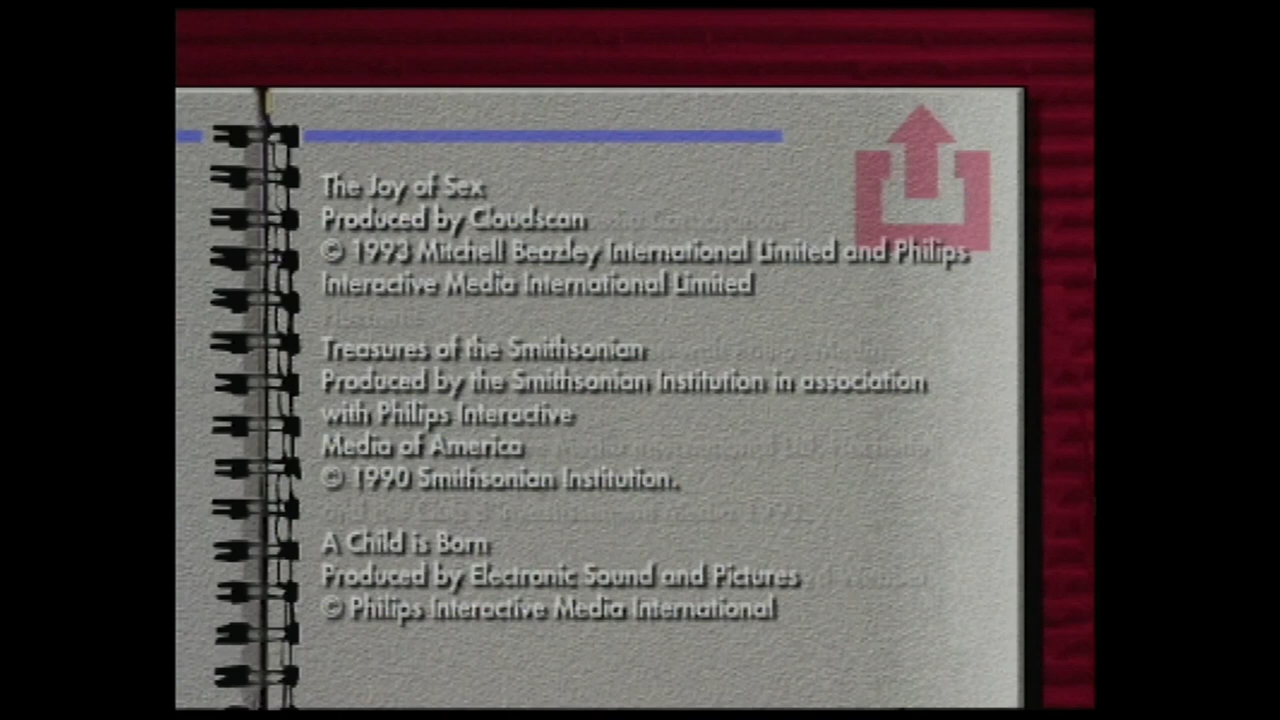 The Joy of Sex
Produced by Cloudscan
© 1993 Mitchell Beazley International Limited and Philips
Interactive Media International Limited
Treasures of the Smithsonian
Produced by the Smithsonian Institution in association
with Philips Interactive
Media of America
© 1990 Smithsonian Institution.
A Child is Born
Produced by Electronic Sound and Pictures
© Philips Interactive Media International